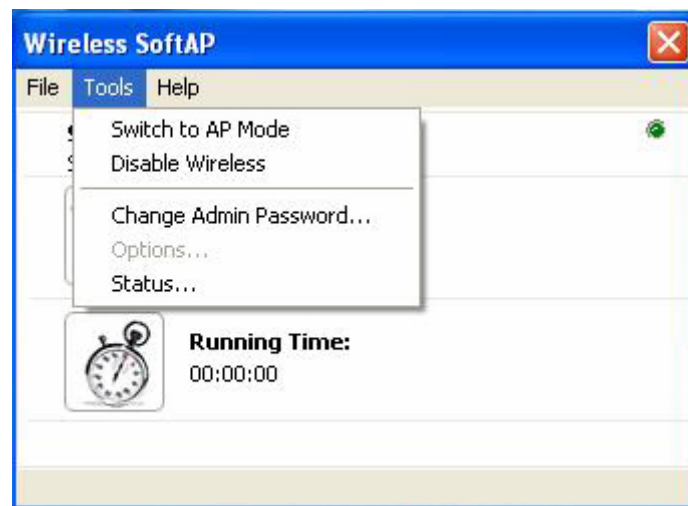 Wireless SoftAP
File Tools Help
Switch to AP Mode
Disable Wireless
Change Admin Password...
Options...
Status...
Running Time:
00:00:00